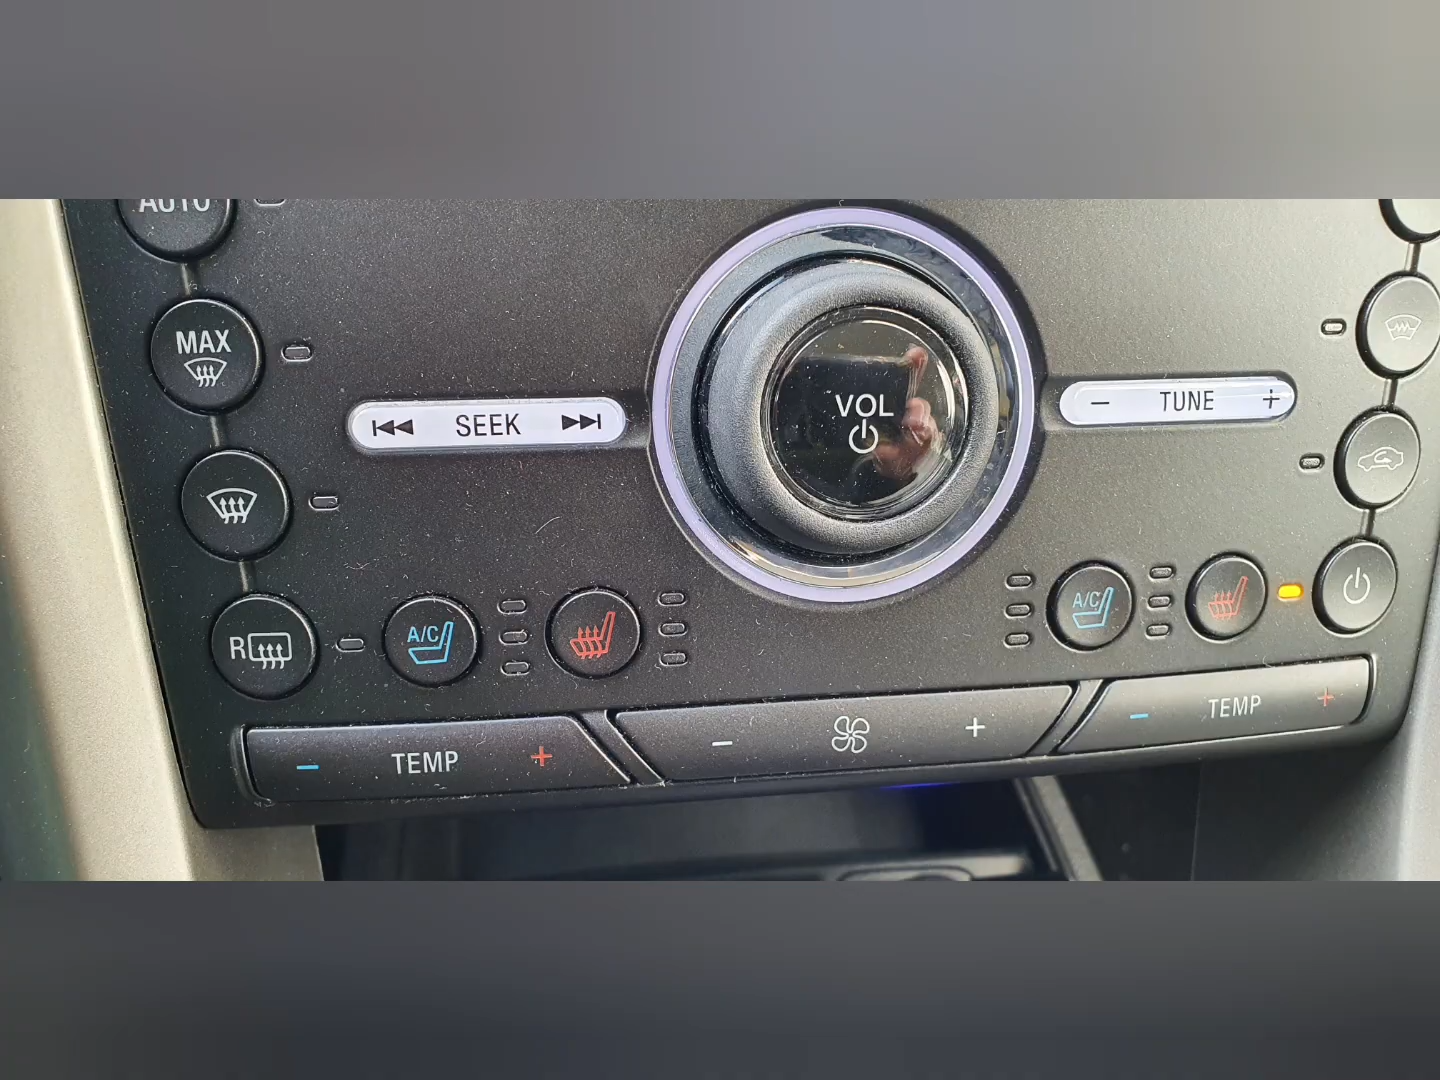 AUTO
MAX
SEEK
VOL
− TUNE +
R
A/C
A/C
− TEMP +
− +
− TEMP +